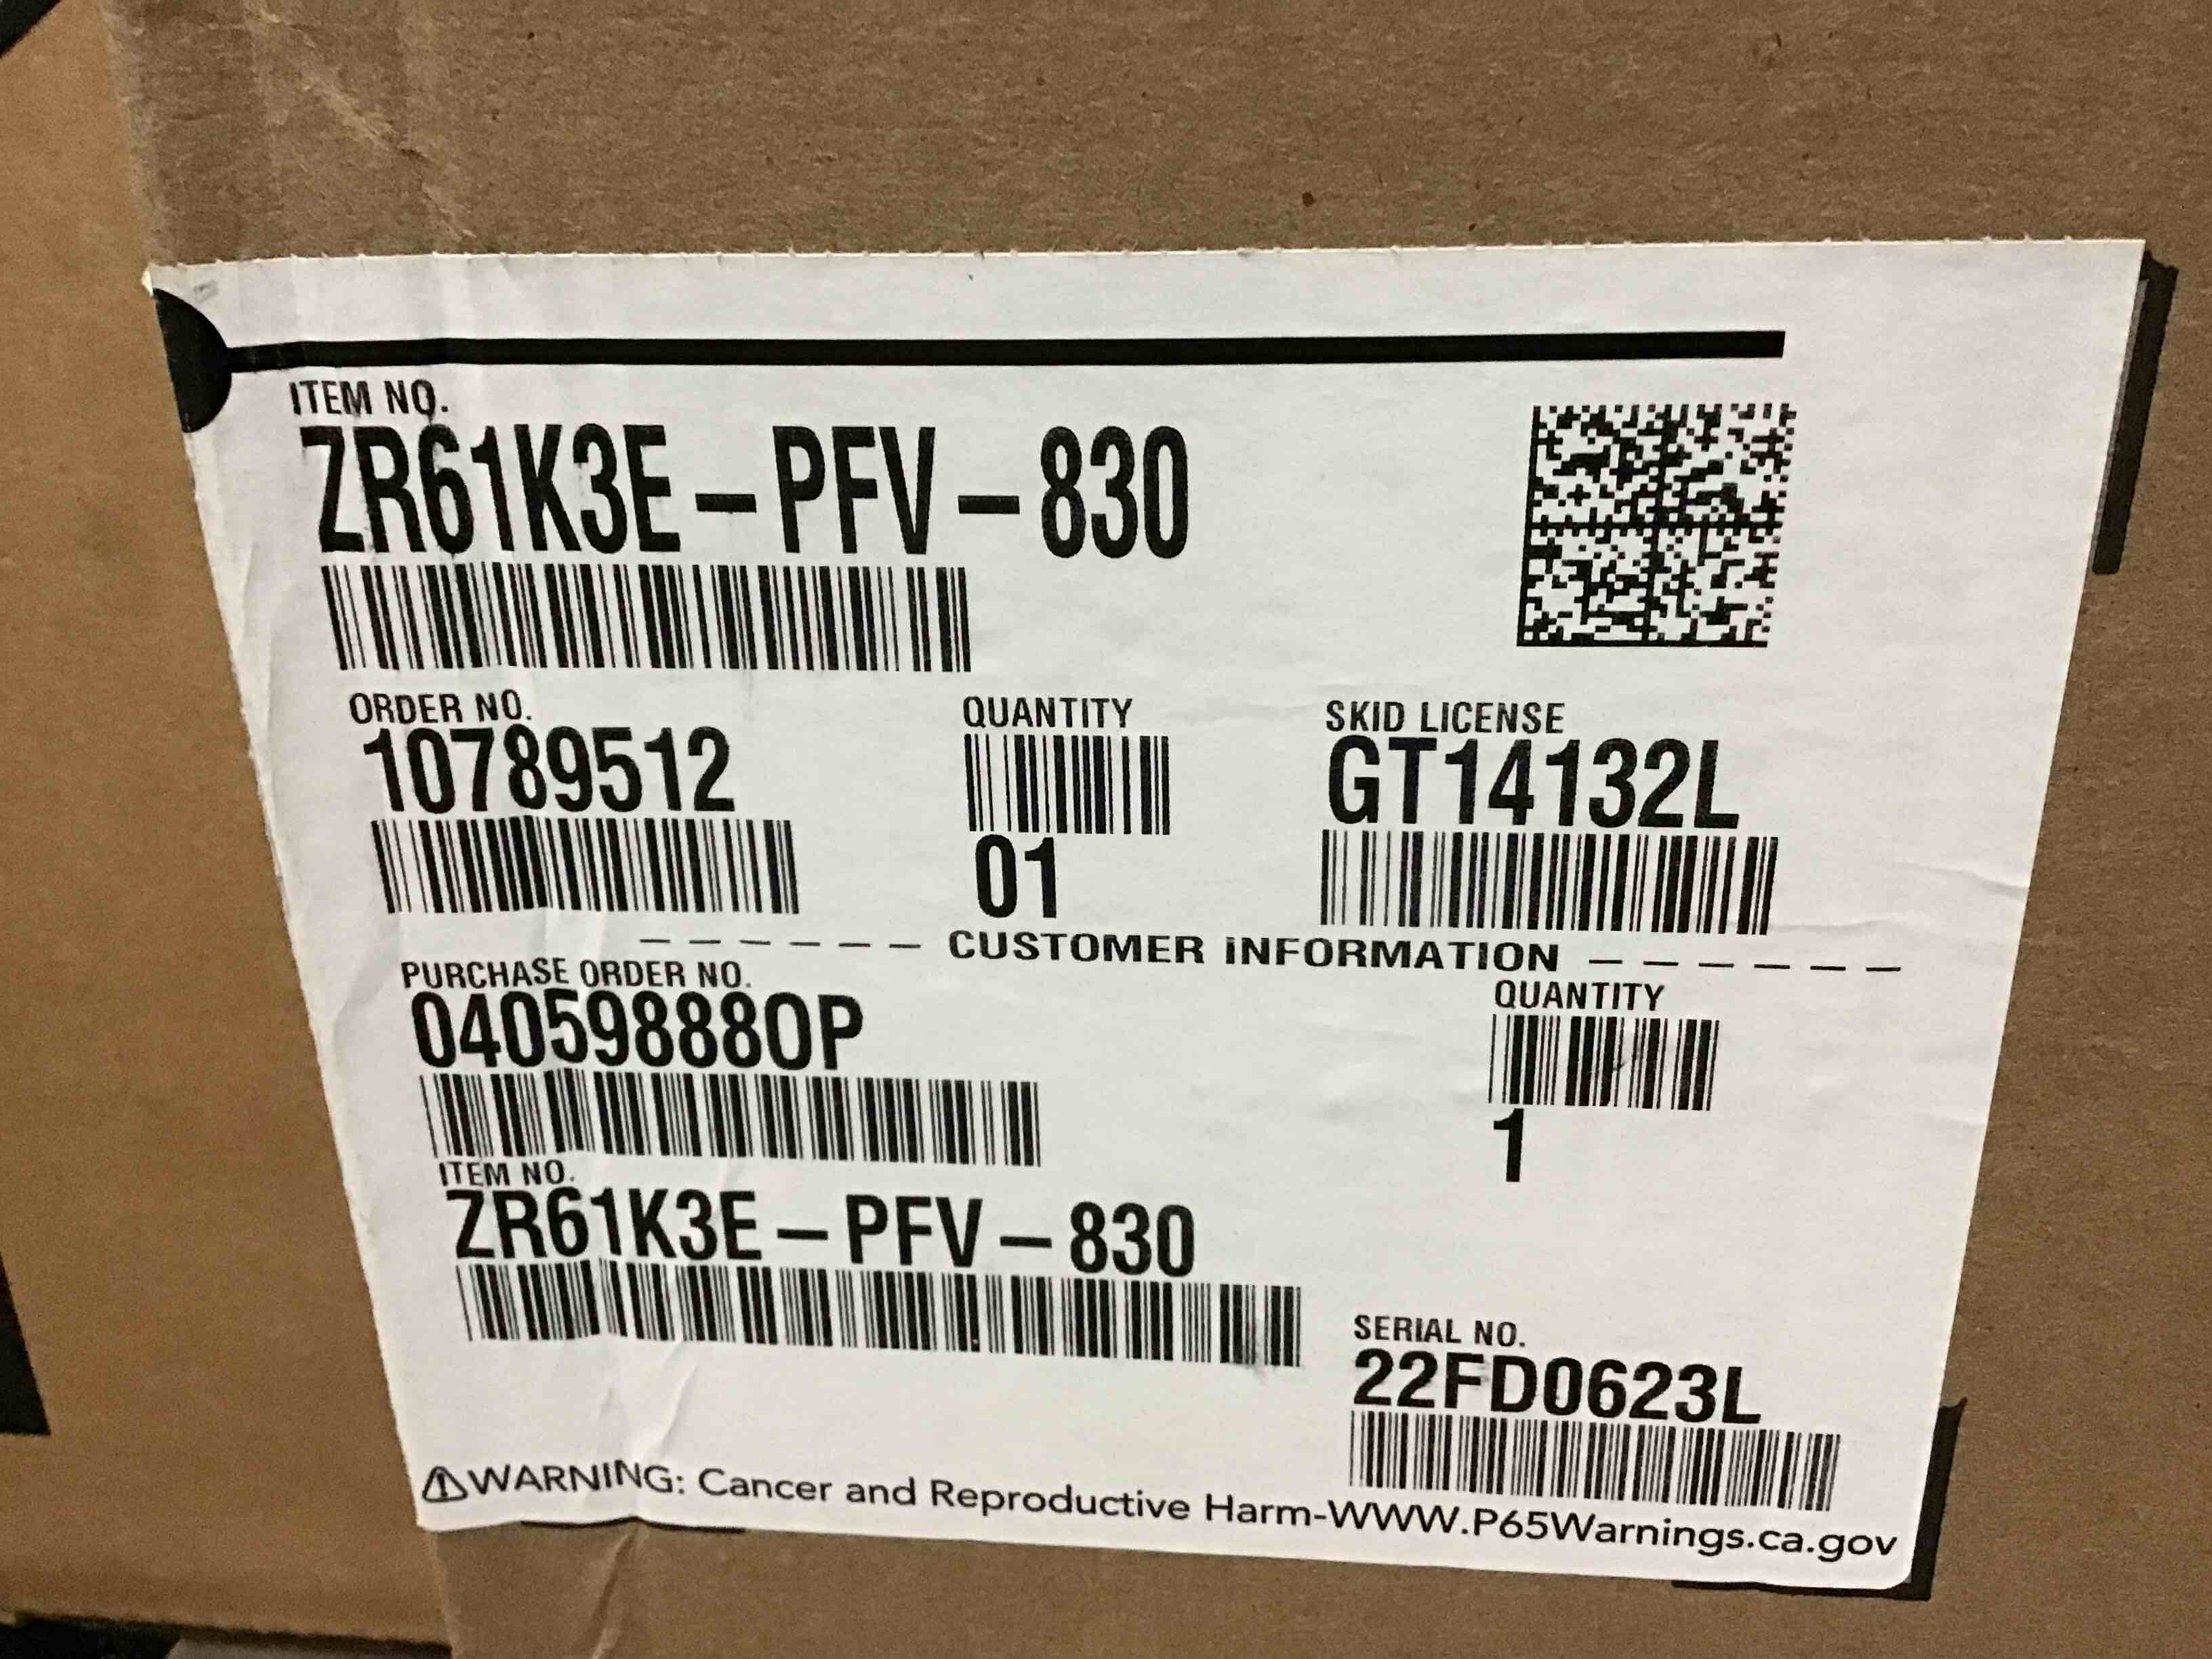 ITEM NO.
ZR61K3E-PFV-830
ORDER NO.
10789512
QUANTITY
01
SKID LICENSE
GT14132L
CUSTOMER INFORMATION
PURCHASE ORDER NO.
04059888OP
QUANTITY
1
ITEM NO.
ZR61K3E-PFV-830
SERIAL NO.
22FD0623L
⚠WARNING: Cancer and Reproductive Harm-WWW.P65Warnings.ca.gov